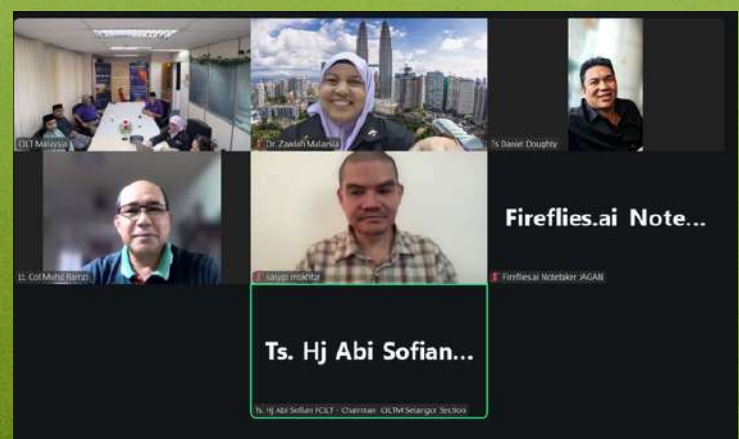 CILT Malaysia
Dr. Zawiah Malaysia
Ts Daniel Doughty
Lt. Col Mohd Ramzi
kasypi mokhtar
Fireflies.ai Note...
Fireflies.ai Notetaker JAGAN
Ts. Hj Abi Sofian...
Ts. Hj Abi Sofian FCILT - Chairman CILTM Selangor Section